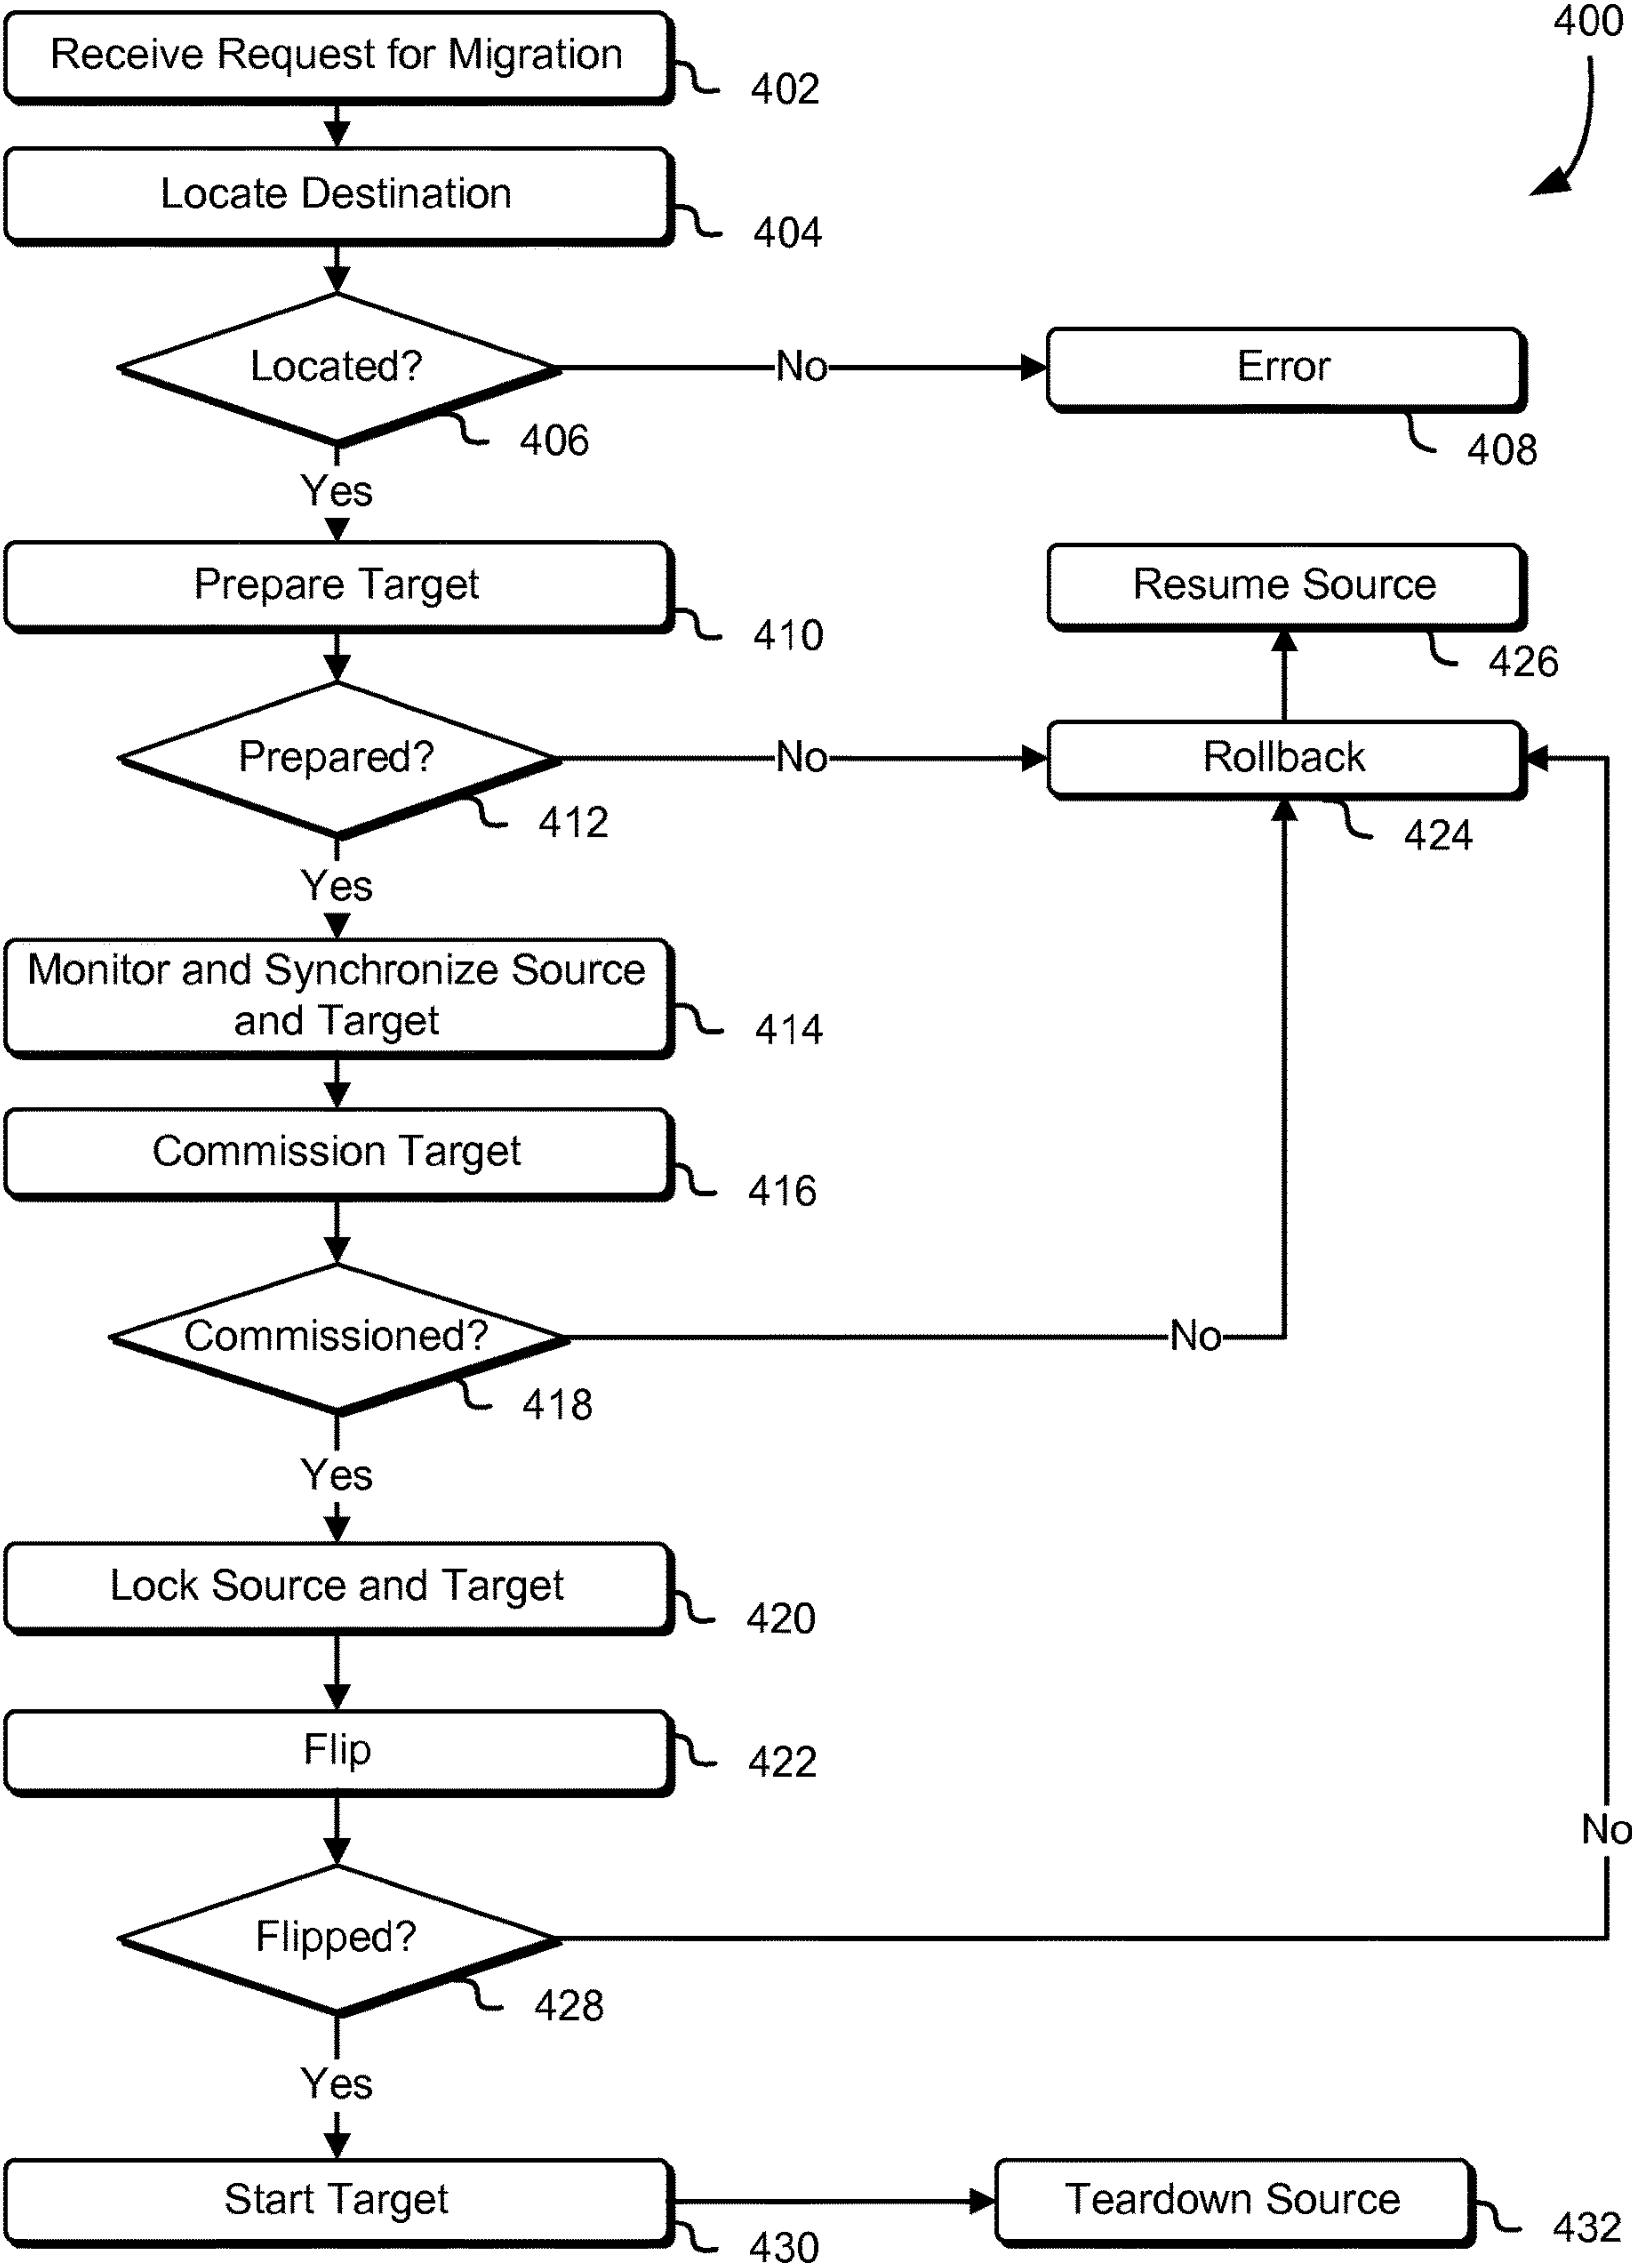 400
Receive Request for Migration
402
Locate Destination
404
Located?
No
Error
406
408
Yes
Prepare Target
410
Resume Source
426
Prepared?
No
Rollback
412
424
Yes
Monitor and Synchronize Source
and Target
414
Commission Target
416
Commissioned?
No
418
Yes
Lock Source and Target
420
Flip
422
No
Flipped?
428
Yes
Start Target
430
Teardown Source
432